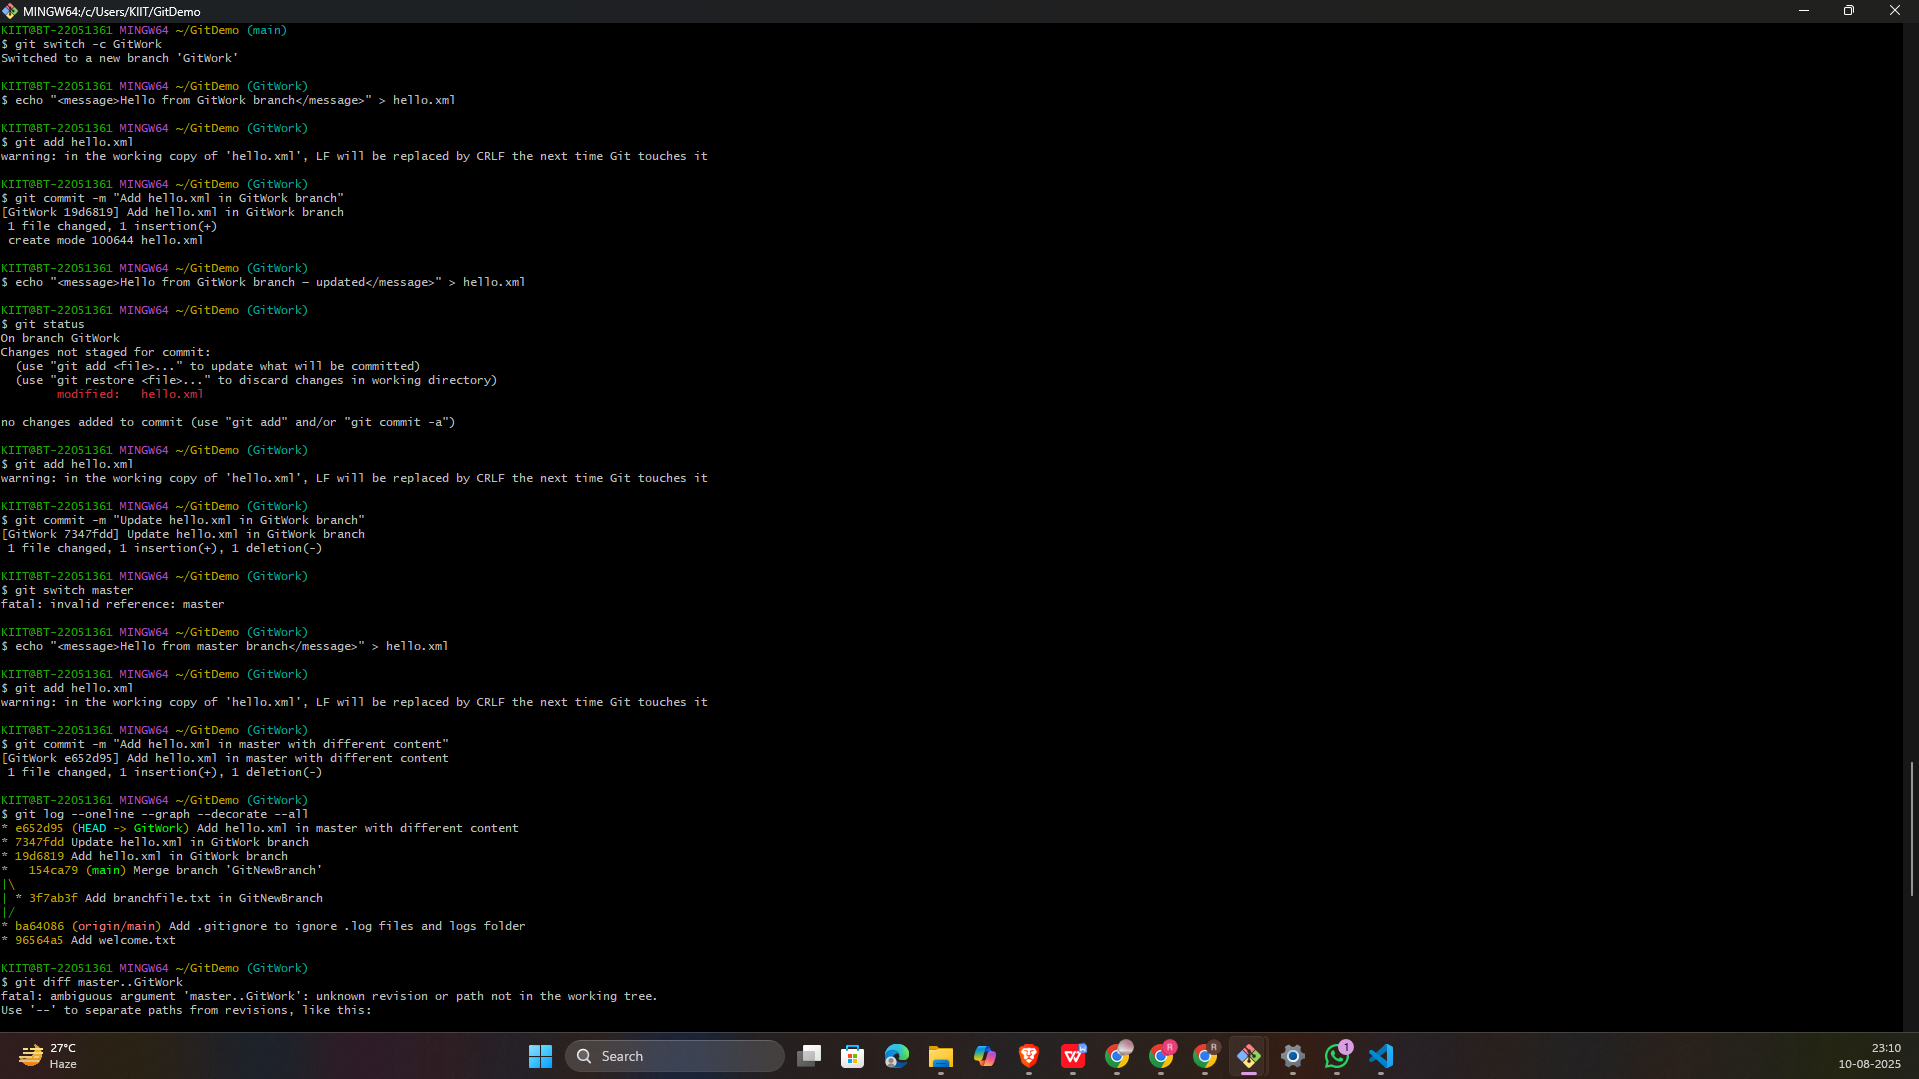 MINGW64:/c/Users/KIIT/GitDemo
KIIT@BT-22051361 MINGW64 ~/GitDemo (main)
$ git switch -c GitWork
Switched to a new branch 'GitWork'
KIIT@BT-22051361 MINGW64 ~/GitDemo (GitWork)
$ echo "<message>Hello from GitWork branch</message>" > hello.xml
KIIT@BT-22051361 MINGW64 ~/GitDemo (GitWork)
$ git add hello.xml
warning: in the working copy of 'hello.xml', LF will be replaced by CRLF the next time Git touches it
KIIT@BT-22051361 MINGW64 ~/GitDemo (GitWork)
$ git commit -m "Add hello.xml in GitWork branch"
[GitWork 19d6819] Add hello.xml in GitWork branch
 1 file changed, 1 insertion(+)
 create mode 100644 hello.xml
KIIT@BT-22051361 MINGW64 ~/GitDemo (GitWork)
$ echo "<message>Hello from GitWork branch – updated</message>" > hello.xml
KIIT@BT-22051361 MINGW64 ~/GitDemo (GitWork)
$ git status
On branch GitWork
Changes not staged for commit:
  (use "git add <file>..." to update what will be committed)
  (use "git restore <file>..." to discard changes in working directory)
        modified:   hello.xml
no changes added to commit (use "git add" and/or "git commit -a")
KIIT@BT-22051361 MINGW64 ~/GitDemo (GitWork)
$ git add hello.xml
warning: in the working copy of 'hello.xml', LF will be replaced by CRLF the next time Git touches it
KIIT@BT-22051361 MINGW64 ~/GitDemo (GitWork)
$ git commit -m "Update hello.xml in GitWork branch"
[GitWork 7347fdd] Update hello.xml in GitWork branch
 1 file changed, 1 insertion(+), 1 deletion(-)
KIIT@BT-22051361 MINGW64 ~/GitDemo (GitWork)
$ git switch master
fatal: invalid reference: master
KIIT@BT-22051361 MINGW64 ~/GitDemo (GitWork)
$ echo "<message>Hello from master branch</message>" > hello.xml
KIIT@BT-22051361 MINGW64 ~/GitDemo (GitWork)
$ git add hello.xml
warning: in the working copy of 'hello.xml', LF will be replaced by CRLF the next time Git touches it
KIIT@BT-22051361 MINGW64 ~/GitDemo (GitWork)
$ git commit -m "Add hello.xml in master with different content"
[GitWork e652d95] Add hello.xml in master with different content
 1 file changed, 1 insertion(+), 1 deletion(-)
KIIT@BT-22051361 MINGW64 ~/GitDemo (GitWork)
$ git log --oneline --graph --decorate --all
* e652d95 (HEAD -> GitWork) Add hello.xml in master with different content
* 7347fdd Update hello.xml in GitWork branch
* 19d6819 Add hello.xml in GitWork branch
*   154ca79 (main) Merge branch 'GitNewBranch'
|\
| * 3f7ab3f Add branchfile.txt in GitNewBranch
|/
* ba64086 (origin/main) Add .gitignore to ignore .log files and logs folder
* 96564a5 Add welcome.txt
KIIT@BT-22051361 MINGW64 ~/GitDemo (GitWork)
$ git diff master..GitWork
fatal: ambiguous argument 'master..GitWork': unknown revision or path not in the working tree.
Use '--' to separate paths from revisions, like this:
27°C
Haze
Search
R
R
1
23:10
10-08-2025